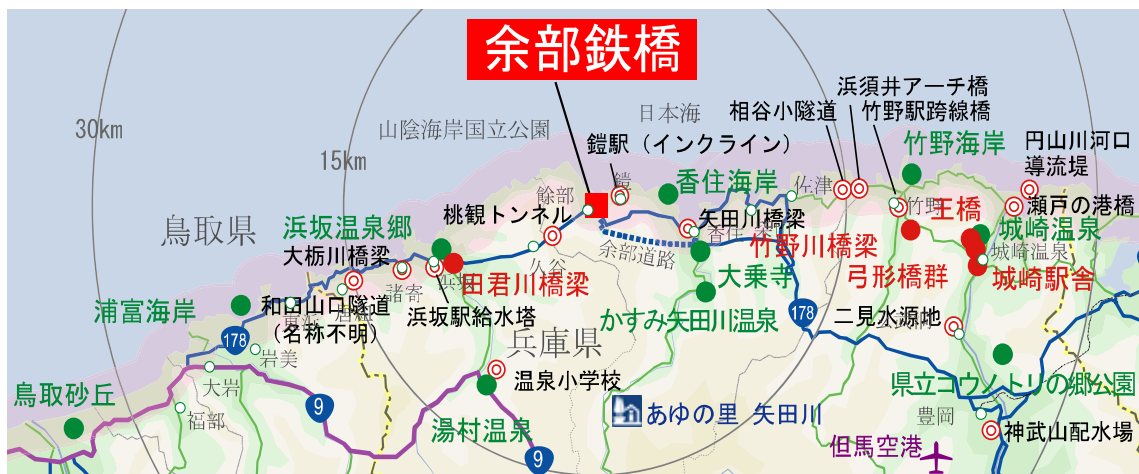 余部鉄橋
30km
15km
山陰海岸国立公園
日本海
浜須井アーチ橋
竹野駅跨線橋
相谷小隧道
鎧駅（インクライン）
竹野海岸
円山川河口
導流堤
香住海岸
佐津
鎧
餘部
竹野
瀬戸の港橋
鳥取県
浜坂温泉郷
桃観トンネル
矢田川橋梁
香住
城崎温泉
大栃川橋梁
余部道路
竹野川橋梁
城崎温泉
久谷
大乗寺
弓形橋群
城崎駅舎
諸寄
浜坂
田君川橋梁
浦富海岸
和田山口隧道
（名称不明）
浜坂駅給水塔
かすみ矢田川温泉
178
二見水源地
178
岩美
兵庫県
大岩
温泉小学校
県立コウノトリの郷公園
鳥取砂丘
福部
9
湯村温泉
あゆの里 矢田川
豊岡
神武山配水場
但馬空港
9